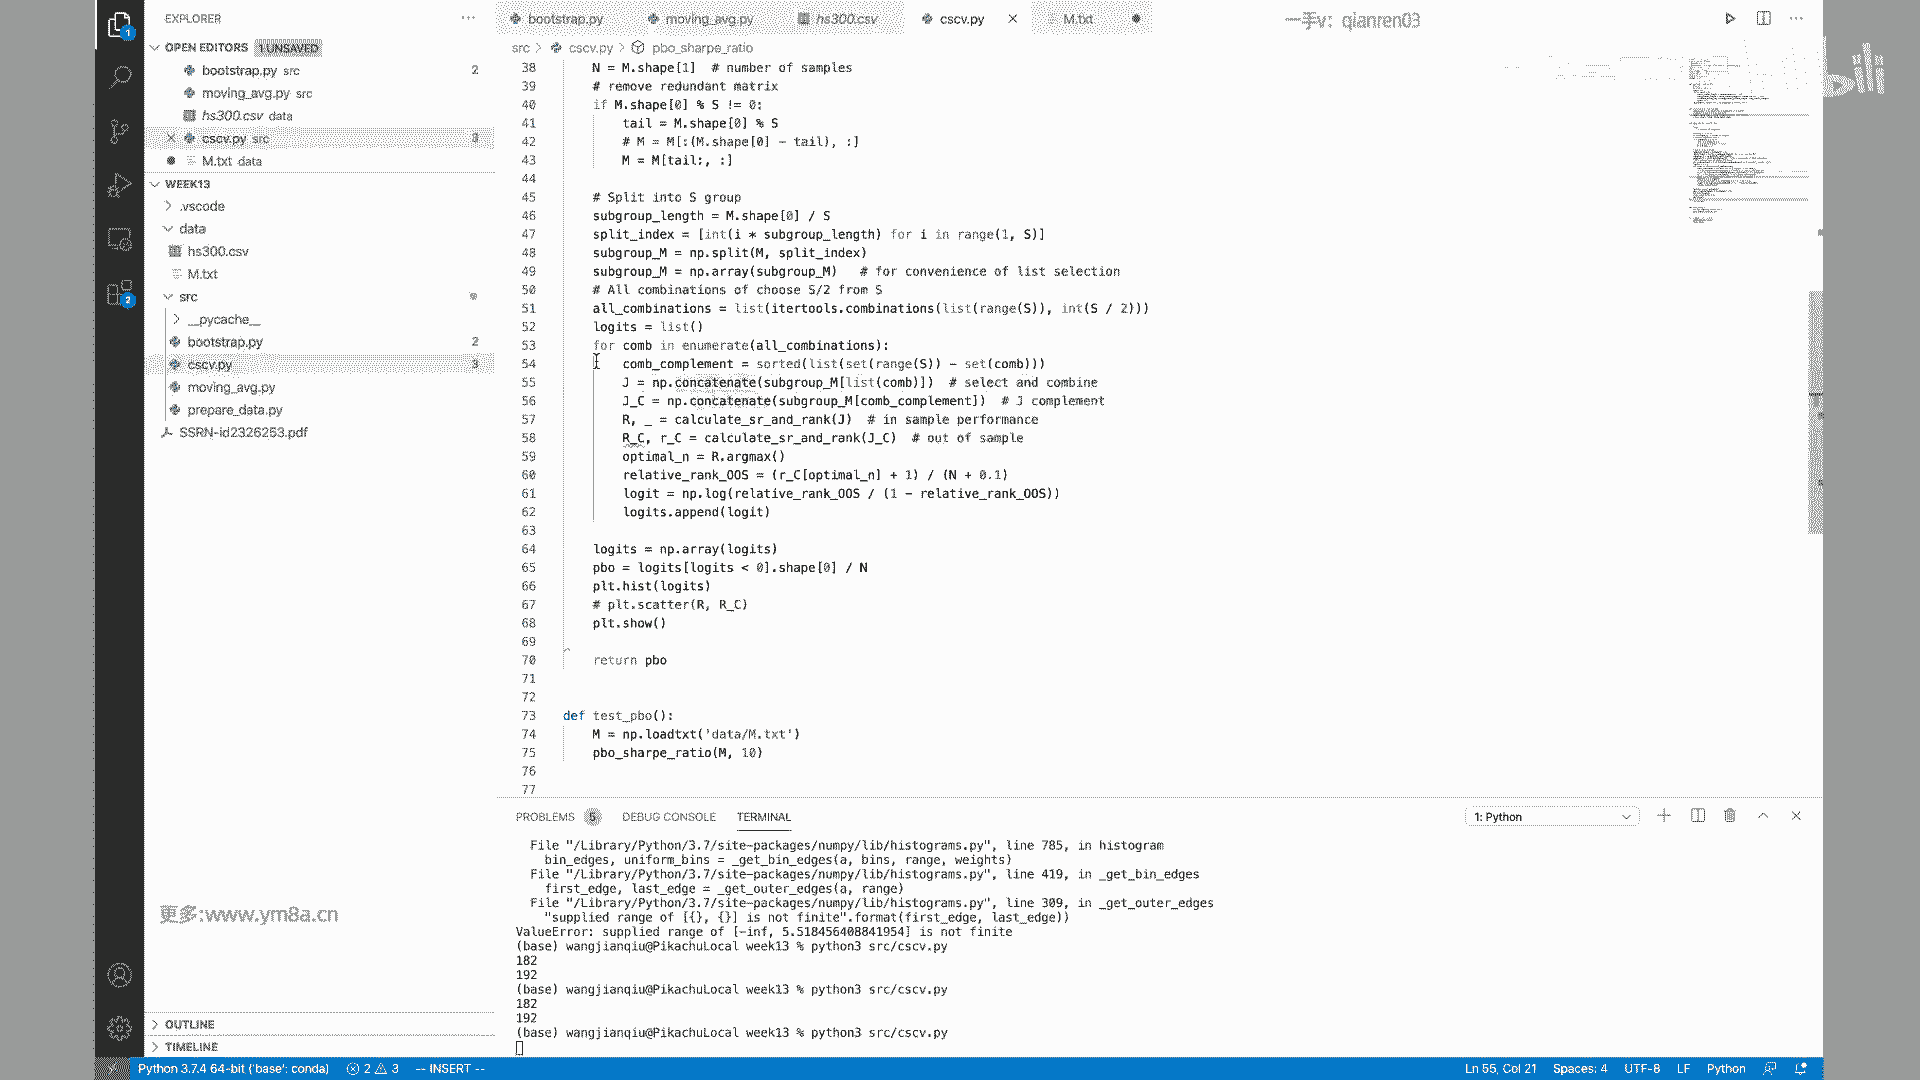 EXPLORER
OPEN EDITORS 1 UNSAVED
bootstrap.py src 2
moving_avg.py src
hs300.csv data
cscv.py src 3
M.txt data
WEEK13
.vscode
data
hs300.csv
M.txt
src
__pycache__
bootstrap.py 2
cscv.py 3
moving_avg.py
prepare_data.py
SSRN-id2326253.pdf
更多:www.ym8a.cn
OUTLINE
TIMELINE
bootstrap.py moving_avg.py hs300.csv cscv.py M.txt
一手v: qianren03
bili
src > cscv.py > pbo_sharpe_ratio
38 N = M.shape[1]  # number of samples
39 # remove redundant matrix
40 if M.shape[0] % S != 0:
41 tail = M.shape[0] % S
42 # M = M[:(M.shape[0] - tail), :]
43 M = M[tail:, :]
44
45 # Split into S group
46 subgroup_length = M.shape[0] / S
47 split_index = [int(i * subgroup_length) for i in range(1, S)]
48 subgroup_M = np.split(M, split_index)
49 subgroup_M = np.array(subgroup_M)   # for convenience of list selection
50 # All combinations of choose S/2 from S
51 all_combinations = list(itertools.combinations(list(range(S)), int(S / 2)))
52 logits = list()
53 for comb in enumerate(all_combinations):
54 comb_complement = sorted(list(set(range(S)) - set(comb)))
55 J = np.concatenate(subgroup_M[list(comb)])  # select and combine
56 J_C = np.concatenate(subgroup_M[comb_complement])  # J complement
57 R, _ = calculate_sr_and_rank(J)  # in sample performance
58 R_C, r_C = calculate_sr_and_rank(J_C)  # out of sample
59 optimal_n = R.argmax()
60 relative_rank_OOS = (r_C[optimal_n] + 1) / (N + 0.1)
61 logit = np.log(relative_rank_OOS / (1 - relative_rank_OOS))
62 logits.append(logit)
63
64 logits = np.array(logits)
65 pbo = logits[logits < 0].shape[0] / N
66 plt.hist(logits)
67 # plt.scatter(R, R_C)
68 plt.show()
69
70 return pbo
71
72
73 def test_pbo():
74 M = np.loadtxt('data/M.txt')
75 pbo_sharpe_ratio(M, 10)
76
77
PROBLEMS 5 DEBUG CONSOLE TERMINAL 1: Python
File "/Library/Python/3.7/site-packages/numpy/lib/histograms.py", line 785, in histogram
bin_edges, uniform_bins = _get_bin_edges(a, bins, range, weights)
File "/Library/Python/3.7/site-packages/numpy/lib/histograms.py", line 419, in _get_bin_edges
first_edge, last_edge = _get_outer_edges(a, range)
File "/Library/Python/3.7/site-packages/numpy/lib/histograms.py", line 309, in _get_outer_edges
"supplied range of [{}, {}] is not finite".format(first_edge, last_edge))
ValueError: supplied range of [-inf, 5.518456408841954] is not finite
(base) wangjianqiu@PikachuLocal week13 % python3 src/cscv.py
182
192
(base) wangjianqiu@PikachuLocal week13 % python3 src/cscv.py
182
192
(base) wangjianqiu@PikachuLocal week13 % python3 src/cscv.py
1
2
Python 3.7.4 64-bit ('base': conda) 2 3 -- INSERT -- Ln 55, Col 21 Spaces: 4 UTF-8 LF Python